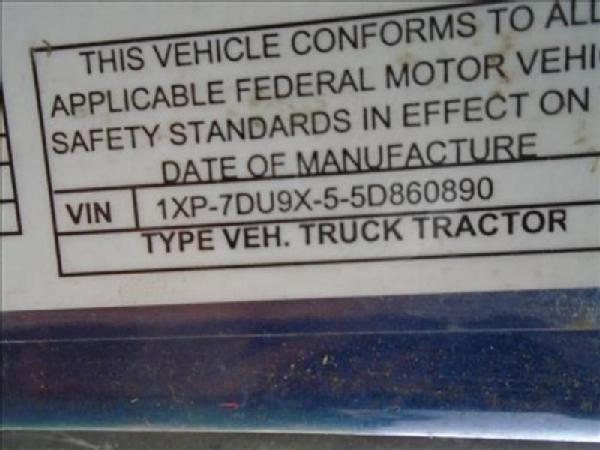 THIS VEHICLE CONFORMS TO ALL
APPLICABLE FEDERAL MOTOR
SAFETY STANDARDS IN EFFECT ON
DATE OF MANUFACTURE
VIN 1XP-7DU9X-5-5D860890
TYPE VEH. TRUCK TRACTOR